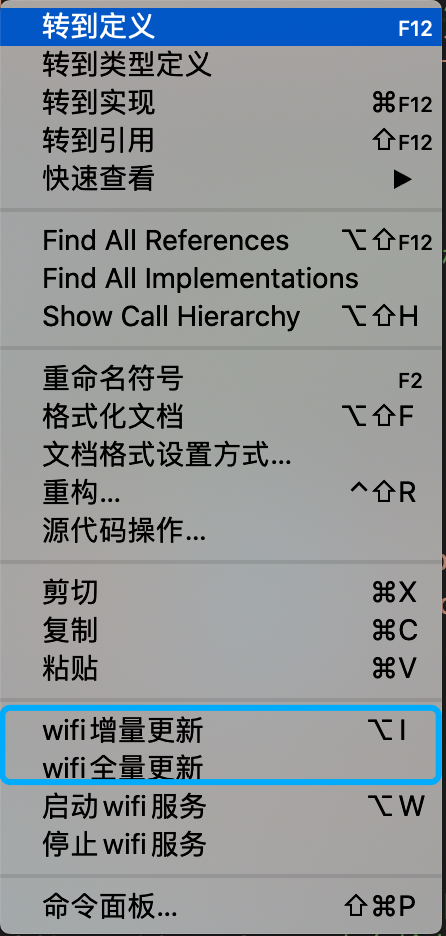 转到定义 F12
转到类型定义
转到实现 ⌘F12
转到引用 ⇧F12
快速查看 ▶
Find All References ⌥⇧F12
Find All Implementations
Show Call Hierarchy ⌥⇧H
重命名符号 F2
格式化文档 ⌥⇧F
文档格式设置方式...
重构... ^⇧R
源代码操作...
剪切 ⌘X
复制 ⌘C
粘贴 ⌘V
wifi增量更新 ⌥I
wifi全量更新
启动wifi服务 ⌥W
停止wifi服务
命令面板... ⇧⌘P